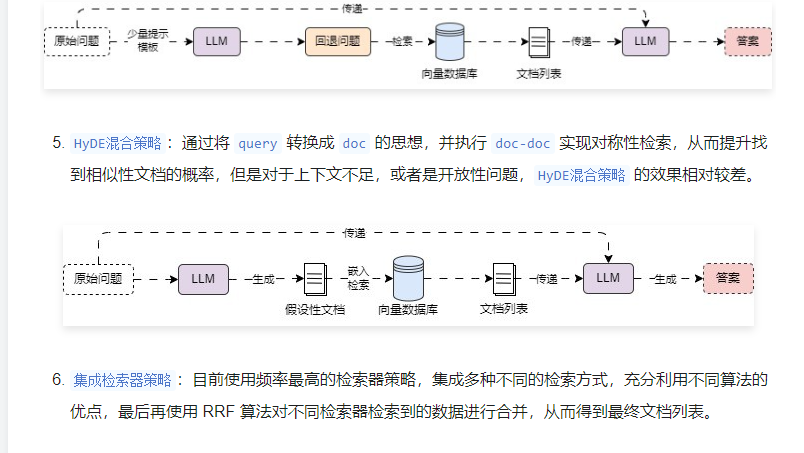 传递
原始问题
少量提示
模板
LLM
回退问题
检索
向量数据库
文档列表
传递
LLM
答案
5. HyDE混合策略：通过将 query 转换成 doc 的思想，并执行 doc-doc 实现对称性检索，从而提升找
到相似性文档的概率，但是对于上下文不足，或者是开放性问题，HyDE混合策略 的效果相对较差。
传递
原始问题
LLM
生成
假设性文档
嵌入
检索
向量数据库
文档列表
传递
LLM
生成
答案
6. 集成检索器策略：目前使用频率最高的检索器策略，集成多种不同的检索方式，充分利用不同算法的
优点，最后再使用 RRF 算法对不同检索器检索到的数据进行合并，从而得到最终文档列表。